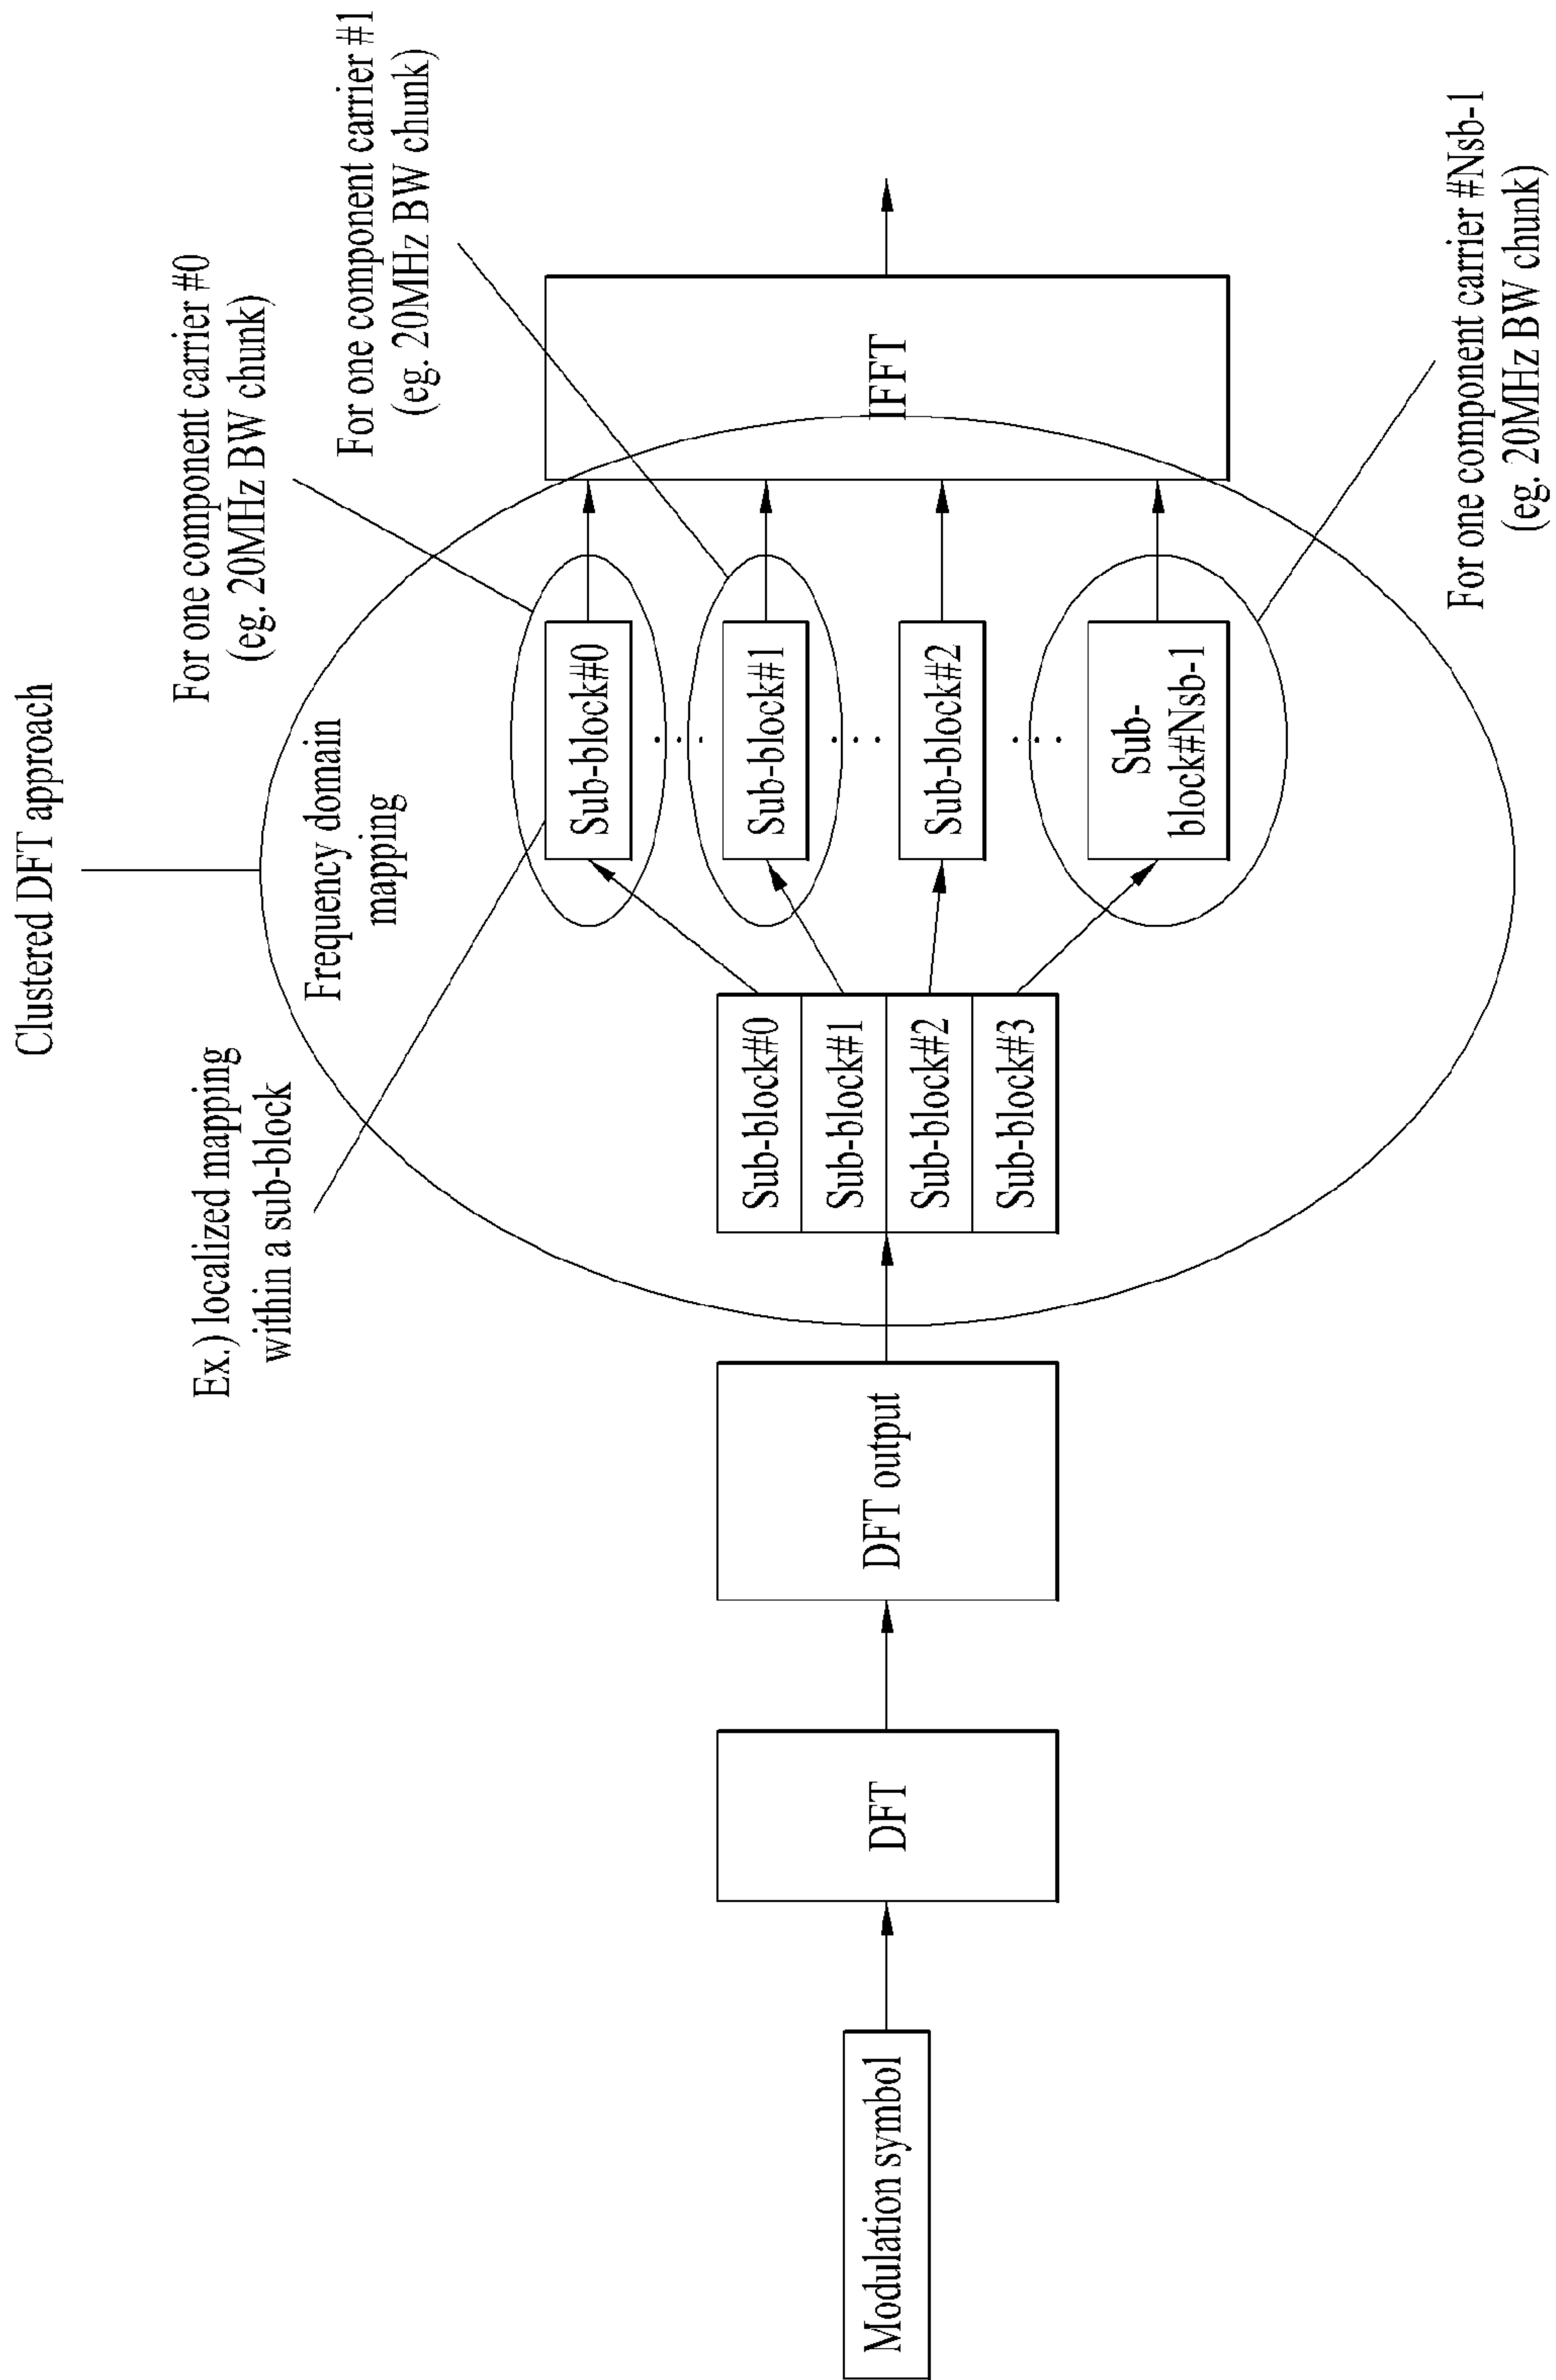 Clustered DFT approach
For one component carrier #0
(eg. 20MHz BW chunk)
For one component carrier #1
(eg. 20MHz BW chunk)
Ex.) localized mapping
within a sub-block
Frequency domain
mapping
Modulation symbol
DFT
DFT output
Sub-block#0
Sub-block#1
Sub-block#2
Sub-block#3
Sub-block#0
...
Sub-block#1
...
Sub-block#2
...
Sub-
block#Nsb-1
IFFT
For one component carrier #Nsb-1
(eg. 20MHz BW chunk)